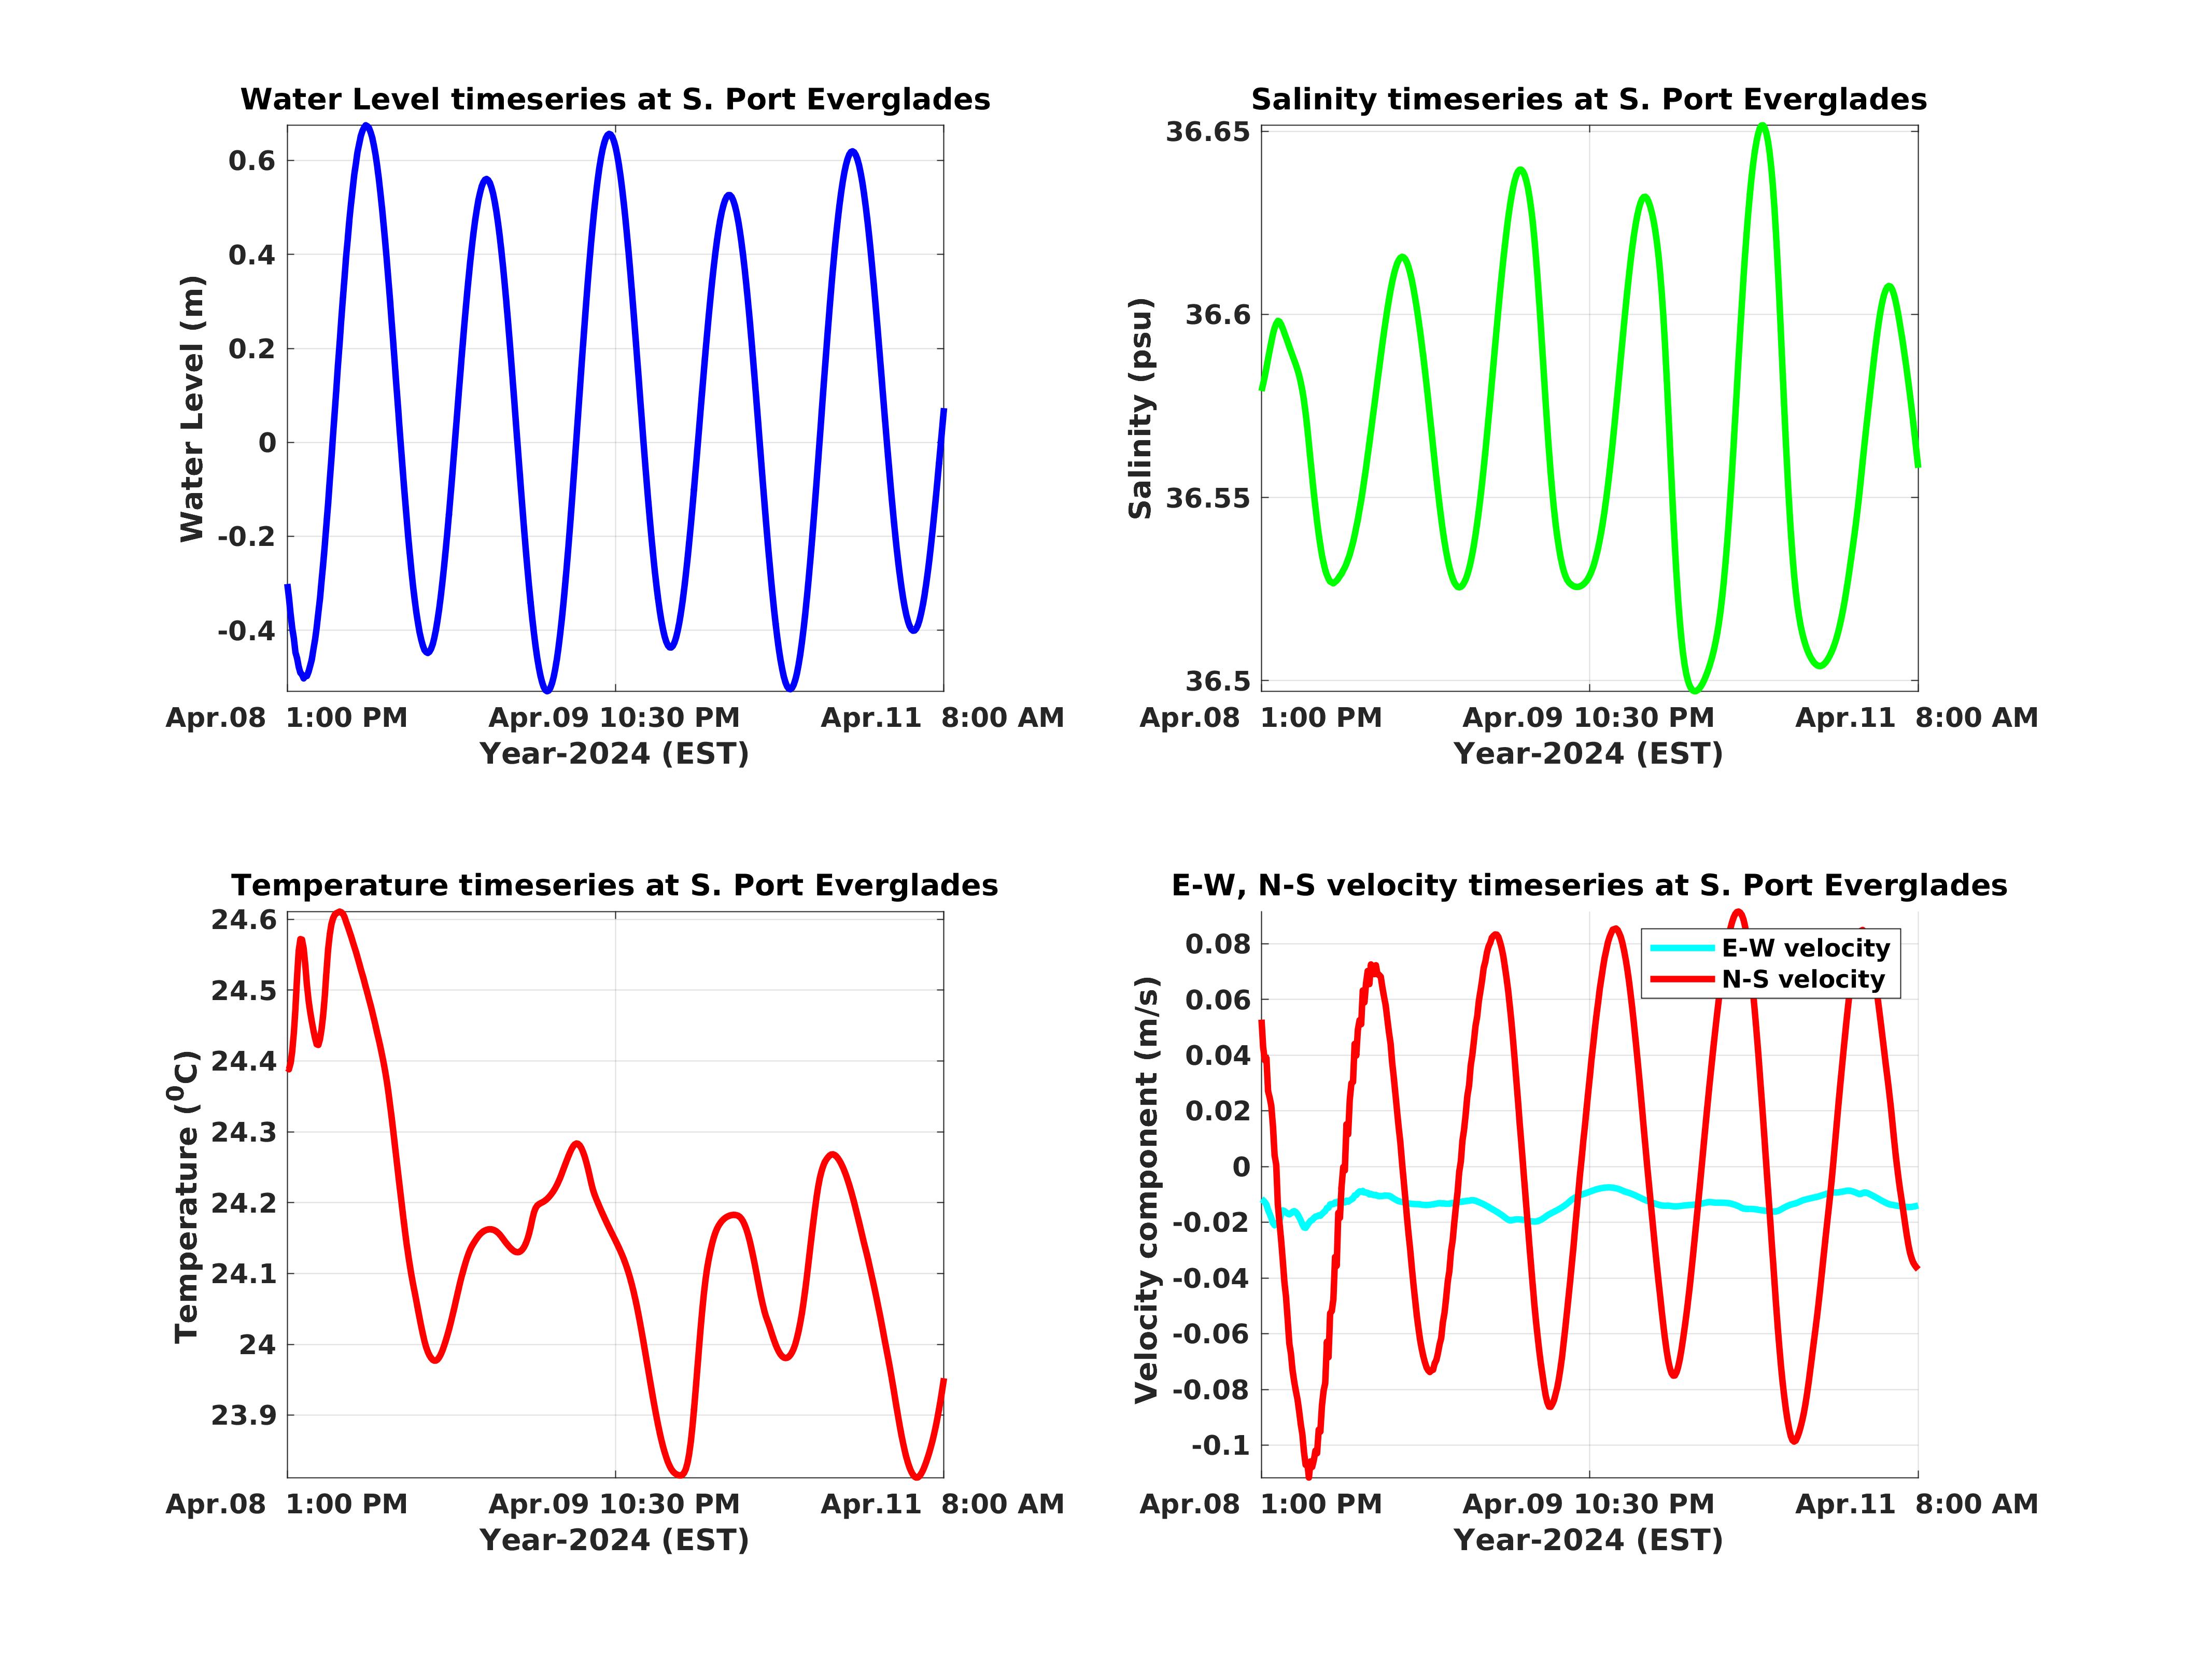 Water Level timeseries at S. Port Everglades
0.6
0.4
0.2
0
-0.2
-0.4
Water Level (m)
Apr.08 1:00 PM
Apr.09 10:30 PM
Apr.11 8:00 AM
Year-2024 (EST)
Salinity timeseries at S. Port Everglades
36.65
36.6
36.55
36.5
Salinity (psu)
Apr.08 1:00 PM
Apr.09 10:30 PM
Apr.11 8:00 AM
Year-2024 (EST)
Temperature timeseries at S. Port Everglades
24.6
24.5
24.4
24.3
24.2
24.1
24
23.9
Temperature (⁰C)
Apr.08 1:00 PM
Apr.09 10:30 PM
Apr.11 8:00 AM
Year-2024 (EST)
E-W, N-S velocity timeseries at S. Port Everglades
0.08
0.06
0.04
0.02
0
-0.02
-0.04
-0.06
-0.08
-0.1
Velocity component (m/s)
E-W velocity
N-S velocity
Apr.08 1:00 PM
Apr.09 10:30 PM
Apr.11 8:00 AM
Year-2024 (EST)